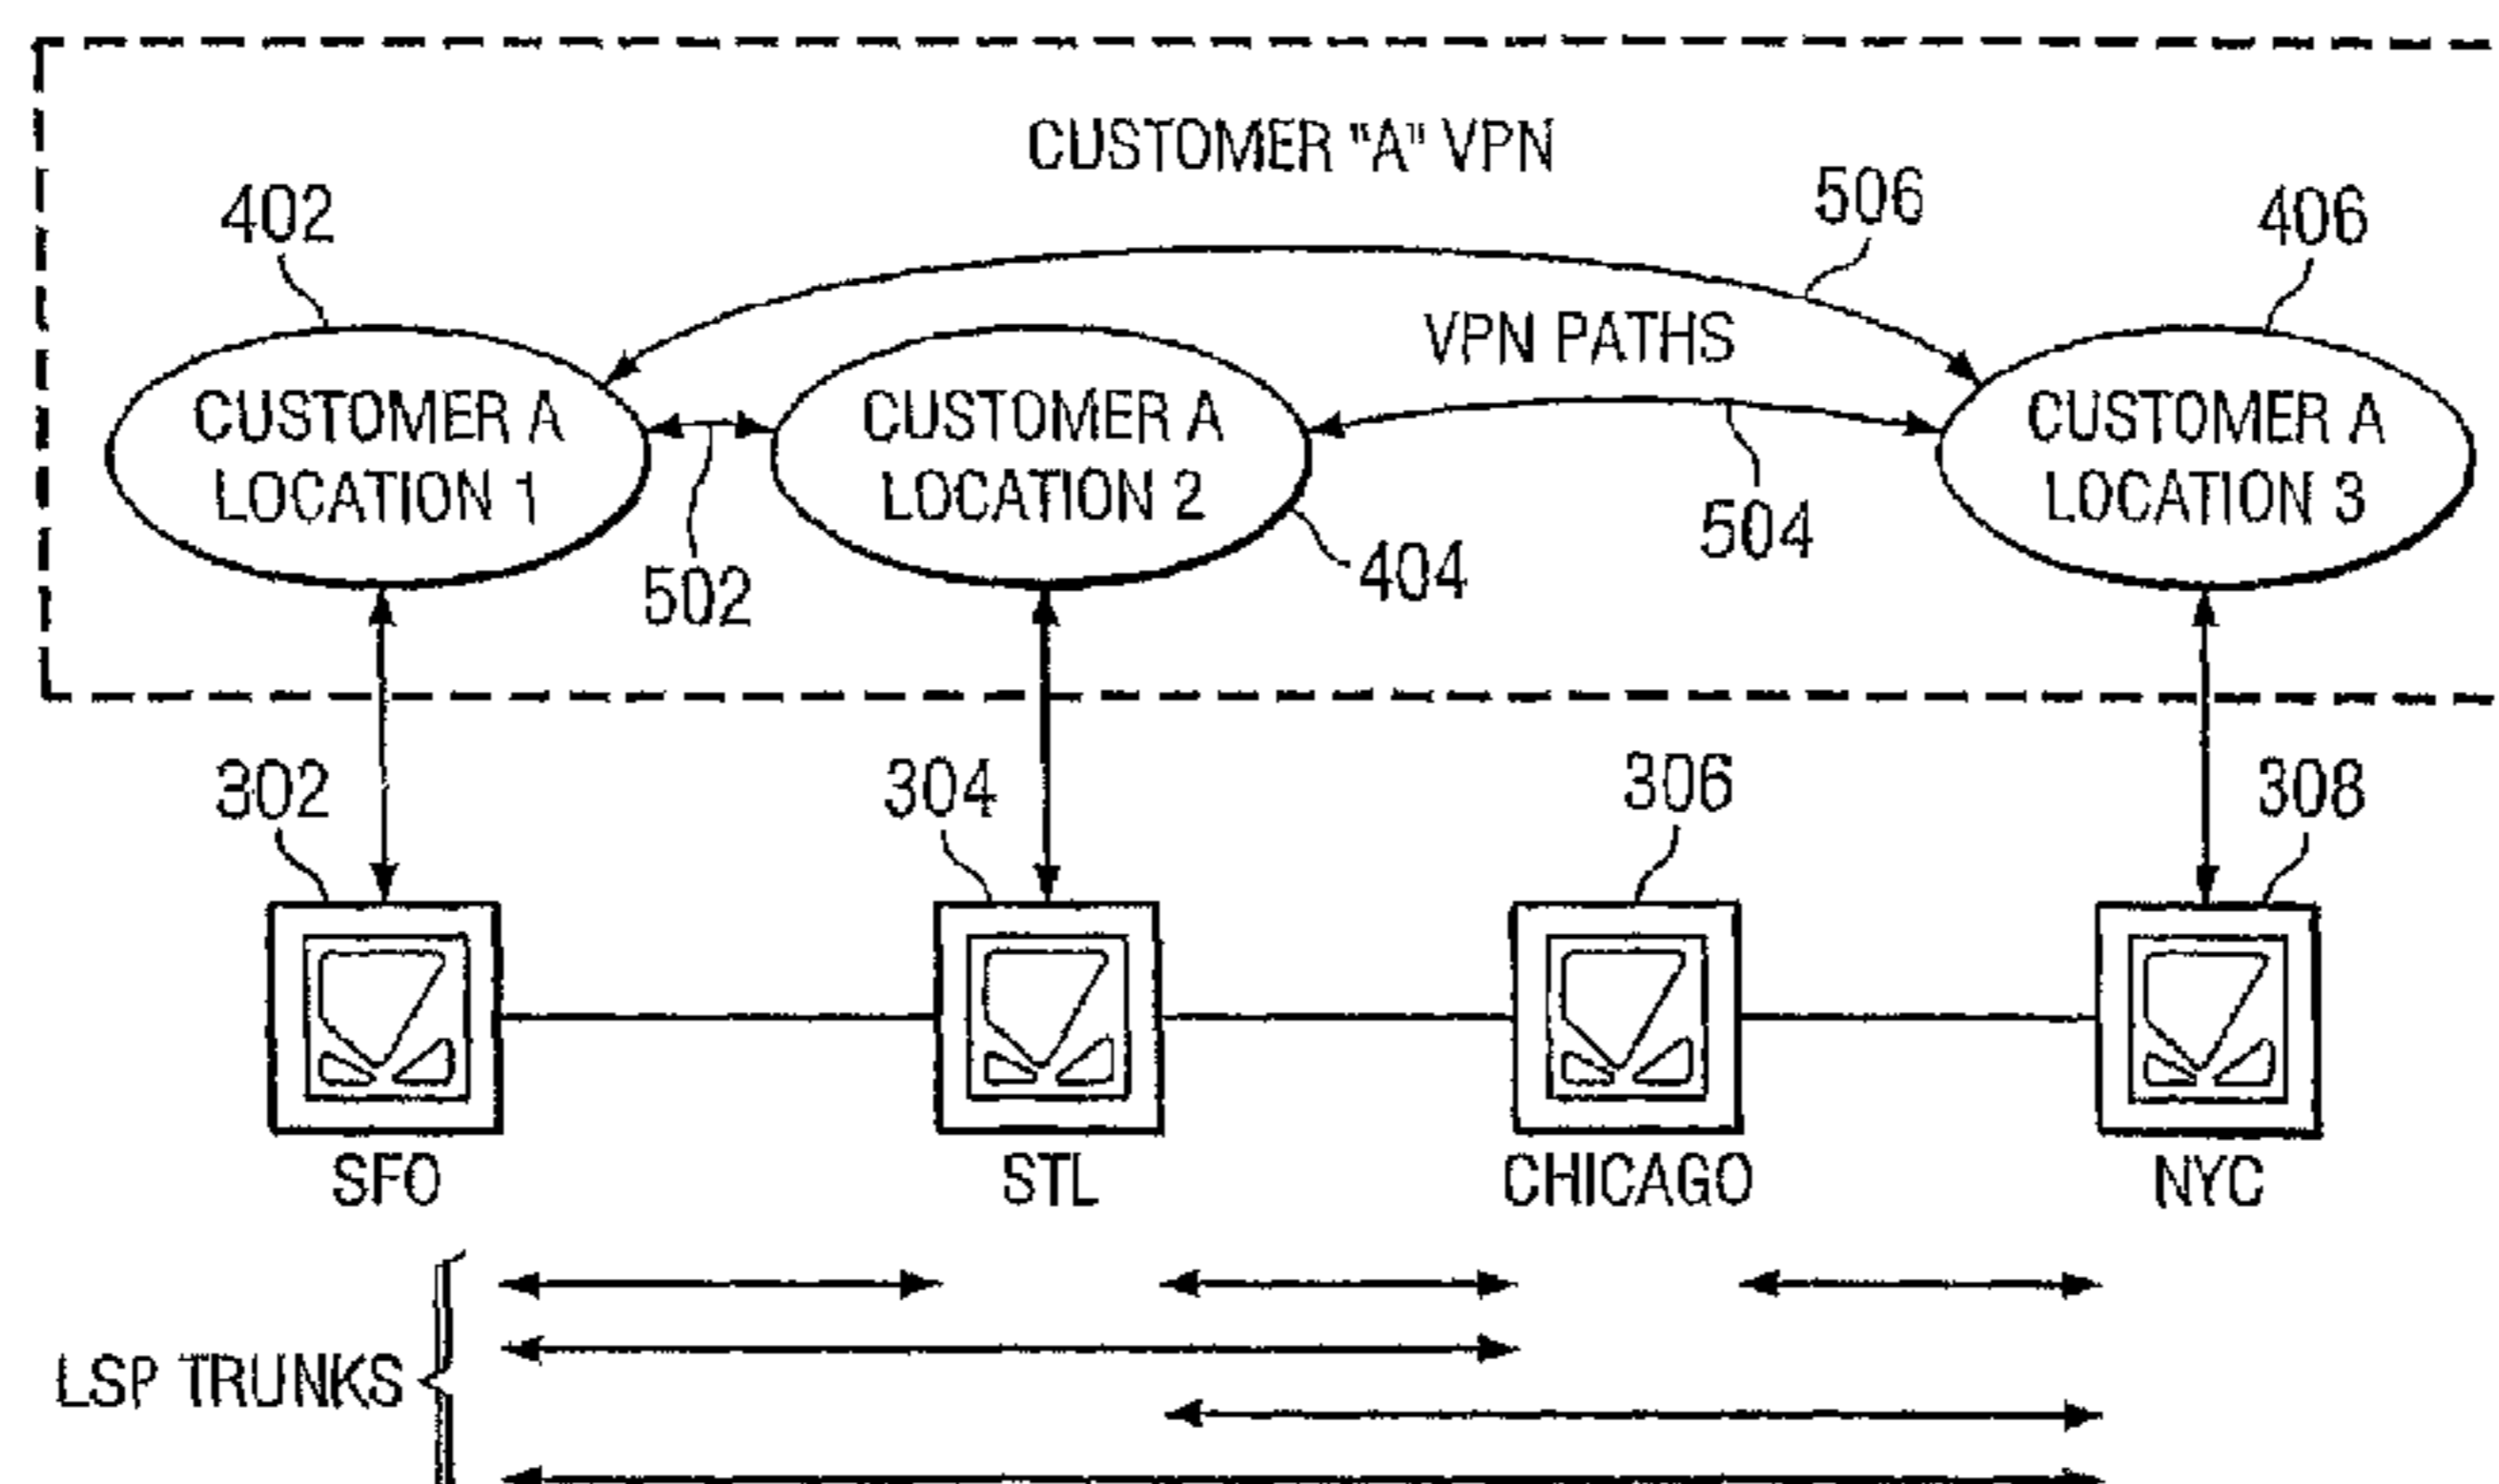 CUSTOMER "A" VPN
402
506
406
VPN PATHS
CUSTOMER A
LOCATION 1
CUSTOMER A
LOCATION 2
CUSTOMER A
LOCATION 3
502
404
504
302
304
306
308
SFO
STL
CHICAGO
NYC
LSP TRUNKS